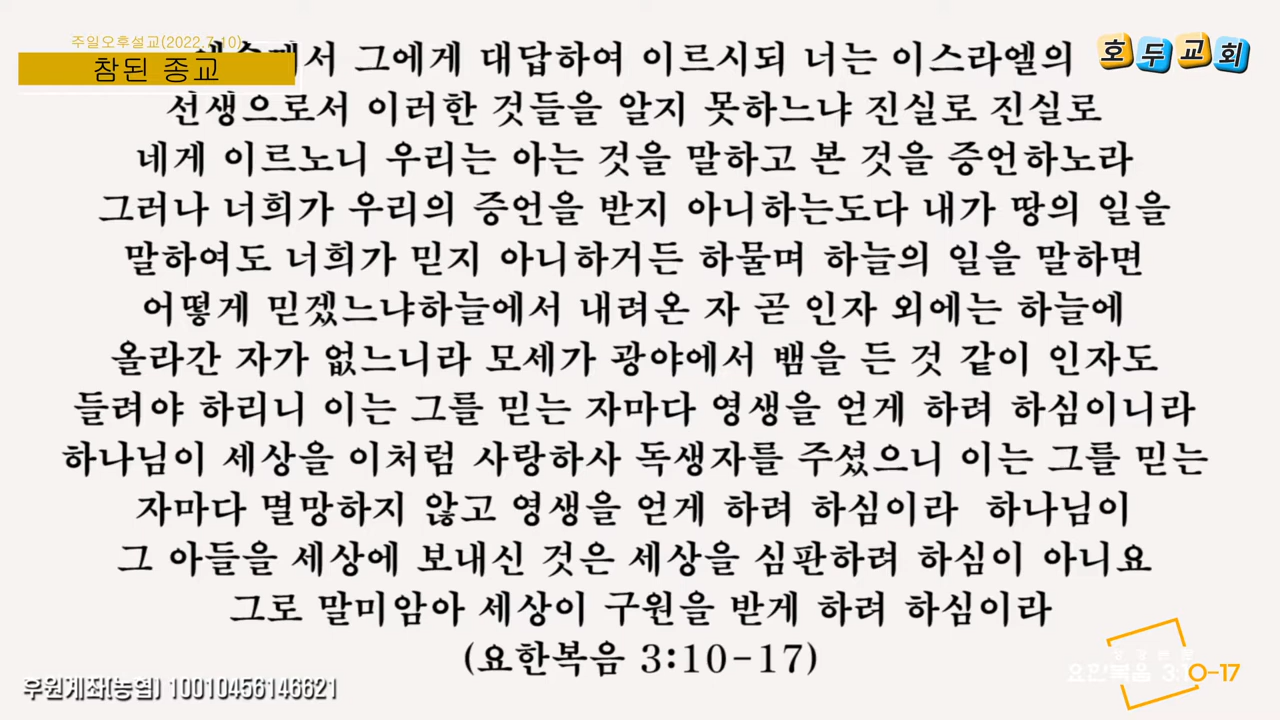 주일오후설교(2022.7.10)
참된 종교
호두교회
그에게 대답하여 이르시되 너는 이스라엘의
선생으로서 이러한 것들을 알지 못하느냐 진실로 진실로
네게 이르노니 우리는 아는 것을 말하고 본 것을 증언하노라
그러나 너희가 우리의 증언을 받지 아니하는도다 내가 땅의 일을
말하여도 너희가 믿지 아니하거든 하물며 하늘의 일을 말하면
어떻게 믿겠느냐하늘에서 내려온 자 곧 인자 외에는 하늘에
올라간 자가 없느니라 모세가 광야에서 뱀을 든 것 같이 인자도
들려야 하리니 이는 그를 믿는 자마다 영생을 얻게 하려 하심이니라
하나님이 세상을 이처럼 사랑하사 독생자를 주셨으니 이는 그를 믿는
자마다 멸망하지 않고 영생을 얻게 하려 하심이라 하나님이
그 아들을 세상에 보내신 것은 세상을 심판하려 하심이 아니요
그로 말미암아 세상이 구원을 받게 하려 하심이라
(요한복음 3:10-17)
요한복음 3:10-17
후원계좌(농협) 10010456146621